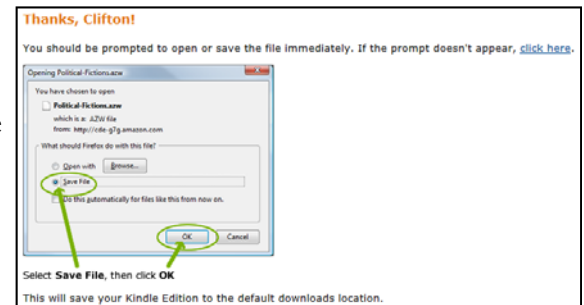 Thanks, Clifton!
You should be prompted to open or save the file immediately. If the prompt doesn't appear, click here.
Opening Political-Fictions.azw
You have chosen to open
Political-Fictions.azw
which is a: AZW file
from: http://cde-g7g.amazon.com
What should Firefox do with this file?
Open with Browse...
Save File
Do this automatically for files like this from now on.
OK Cancel
Select Save File, then click OK
This will save your Kindle Edition to the default downloads location.